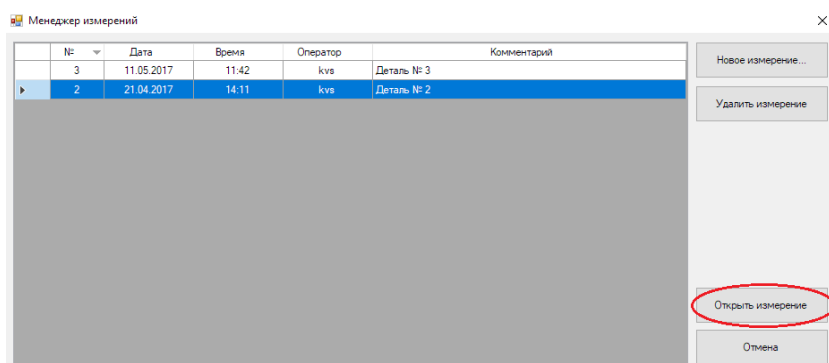 Менеджер измерений
№ Дата Время Оператор Комментарий
3 11.05.2017 11:42 kvs Деталь № 3
2 21.04.2017 14:11 kvs Деталь № 2
Новое измерение...
Удалить измерение
Открыть измерение
Отмена